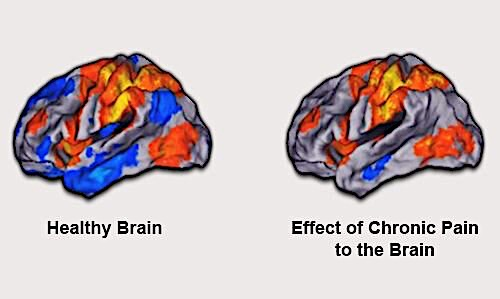 Healthy Brain
Effect of Chronic Pain
to the Brain